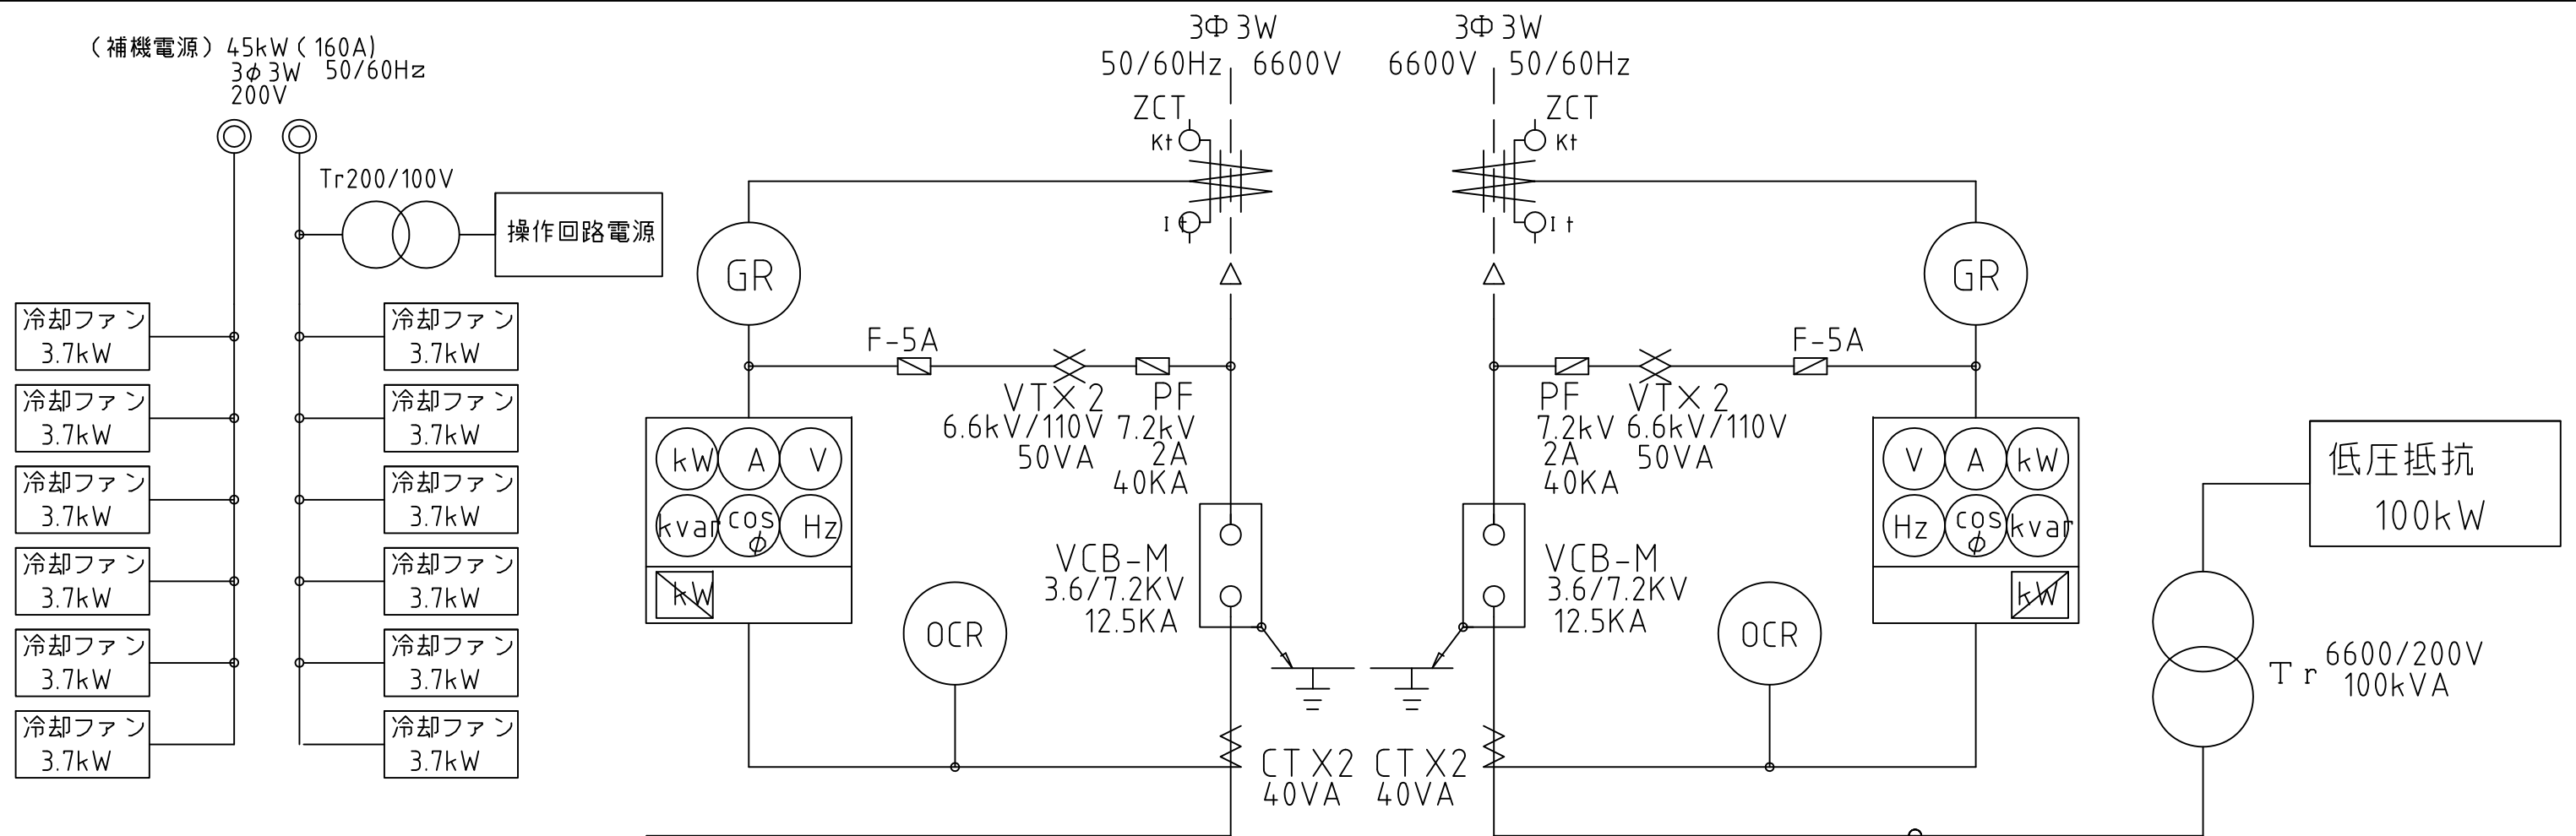 （補機電源）45kW（160A)
3φ3W 50/60Hz
200V
Tr200/100V
操作回路電源
冷却ファン
3.7kW
冷却ファン
3.7kW
冷却ファン
3.7kW
冷却ファン
3.7kW
冷却ファン
3.7kW
冷却ファン
3.7kW
冷却ファン
3.7kW
冷却ファン
3.7kW
冷却ファン
3.7kW
冷却ファン
3.7kW
冷却ファン
3.7kW
冷却ファン
3.7kW
3Φ3W
50/60Hz 6600V
ZCT
Kt
It
GR
F-5A
VT×2
6.6kV/110V
50VA
PF
7.2kV
2A
40KA
kW A V
kvar cosφ Hz
kW
OCR
VCB-M
3.6/7.2KV
12.5KA
CTX2
40VA
3Φ3W
6600V 50/60Hz
ZCT
Kt
It
GR
F-5A
PF
7.2kV
2A
40KA
VT×2
6.6kV/110V
50VA
V A kW
Hz cosφ kvar
kW
VCB-M
3.6/7.2KV
12.5KA
OCR
CTX2
40VA
低圧抵抗
100kW
Tr
6600/200V
100kVA